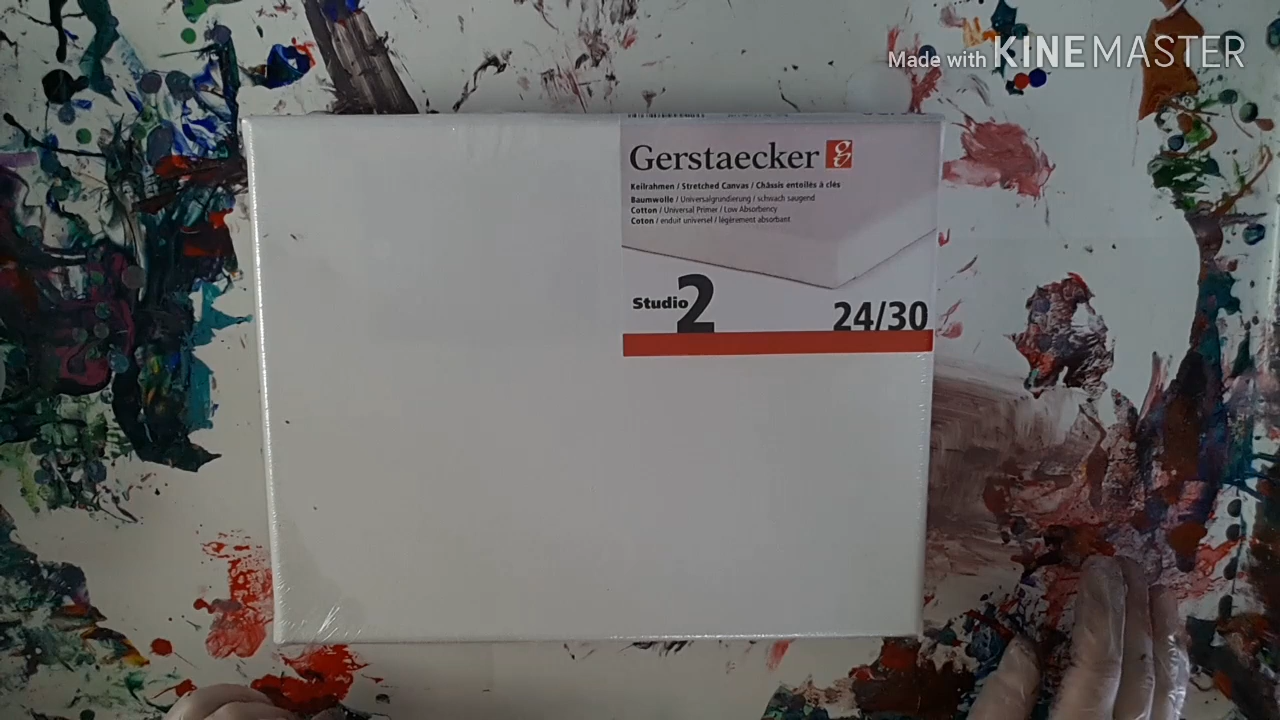 Made with KINEMASTER
Gerstaecker
Keilrahmen / Stretched Canvas / Châssis entoilés à clés
Baumwolle / Universalgrundierung / schwach saugend
Cotton / Universal Primer / Low Absorbency
Coton / enduit universel / légèrement absorbant
Studio 2
24/30